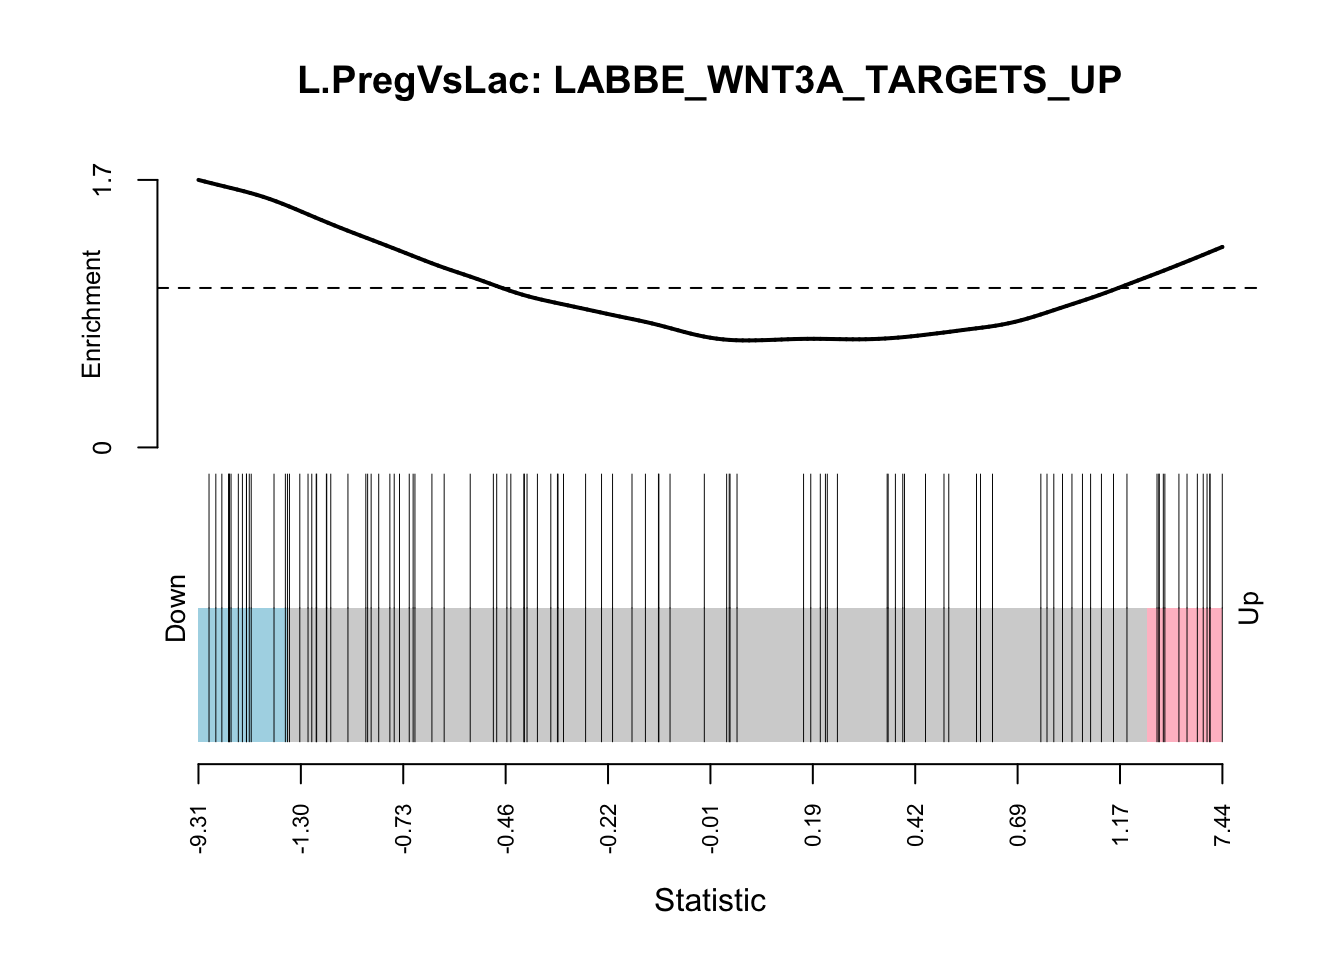 L.PregVsLac: LABBE_WNT3A_TARGETS_UP
1.7
Enrichment
0
Down
Up
-9.31
-1.30
-0.73
-0.46
-0.22
-0.01
0.19
0.42
0.69
1.17
7.44
Statistic